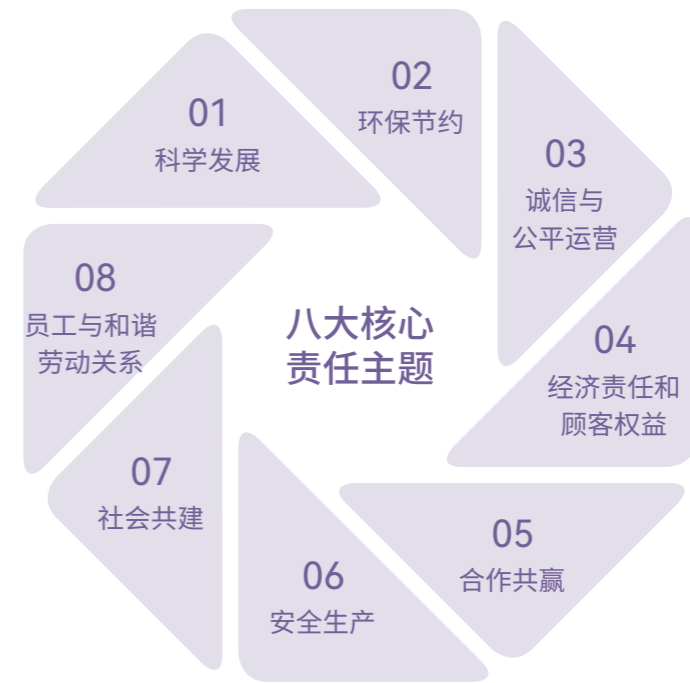 01
科学发展
02
环保节约
03
诚信与
公平运营
04
经济责任和
顾客权益
05
合作共赢
06
安全生产
07
社会共建
08
员工与和谐
劳动关系
八大核心
责任主题